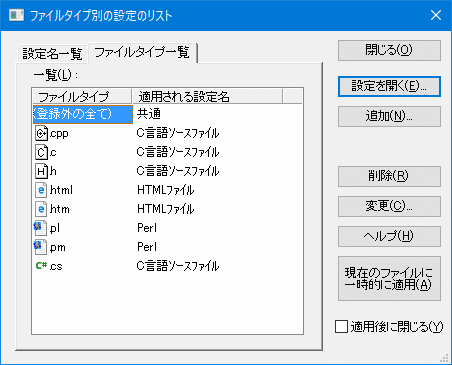 ファイルタイプ別の設定のリスト
設定名一覧
ファイルタイプ一覧
一覧(L) :
ファイルタイプ 適用される設定名
(登録外の全て) 共通
.cpp C言語ソースファイル
.c C言語ソースファイル
.h C言語ソースファイル
.html HTMLファイル
.htm HTMLファイル
.pl Perl
.pm Perl
C# .cs C言語ソースファイル
閉じる(O)
設定を開く(E)...
追加(N)...
削除(R)
変更(C)...
ヘルプ(H)
現在のファイルに
一時的に適用(A)
適用後に閉じる(Y)